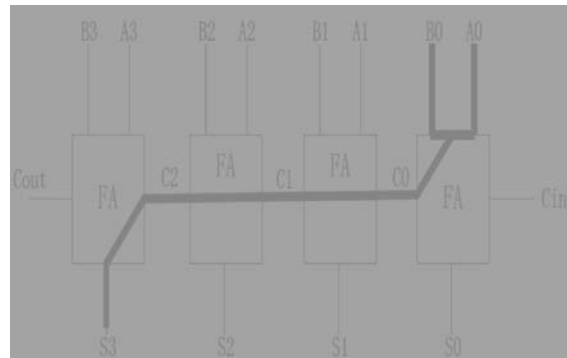 B3 A3 B2 A2 B1 A1 B0 A0
FA FA FA FA
Cout C2 C1 C0 Cin
S3 S2 S1 S0